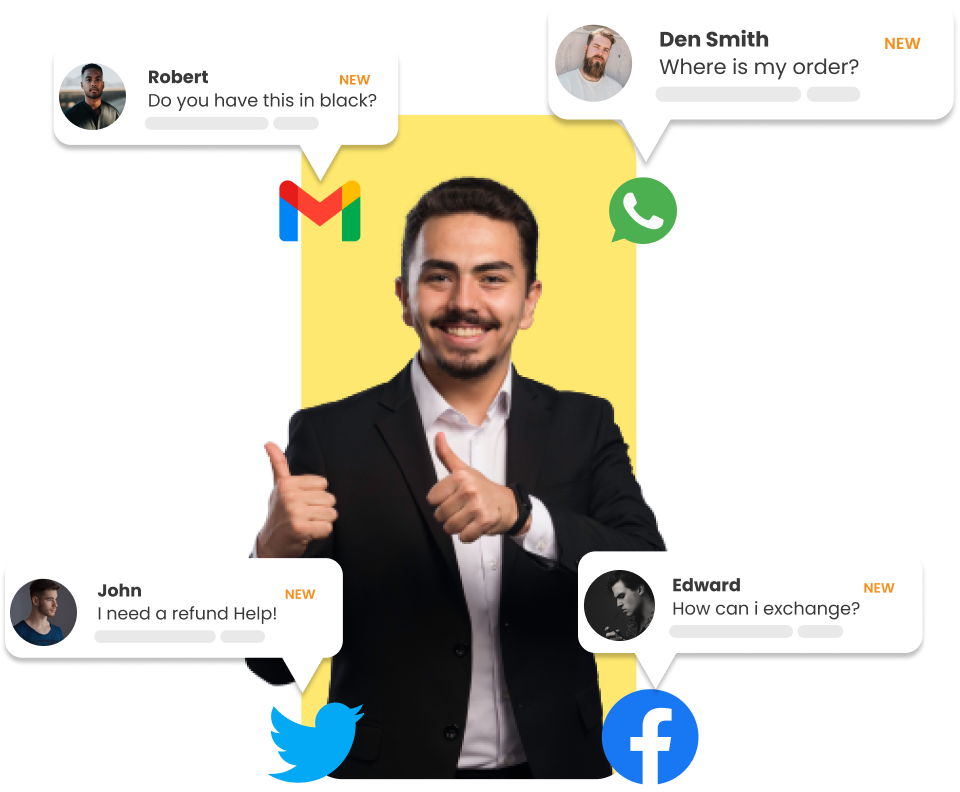 Robert
NEW
Do you have this in black?
Den Smith
NEW
Where is my order?
John
NEW
I need a refund Help!
Edward
NEW
How can i exchange?